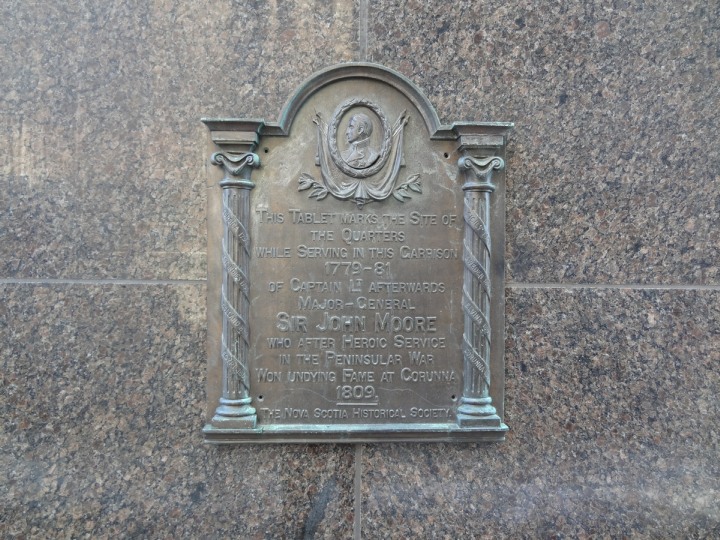 This Tablet marks the Site of
the Quarters
while Serving in this Garrison
1779-81
of Captain Lt afterwards
Major-General
Sir John Moore
who after Heroic Service
in the Peninsular War
Won undying Fame at Corunna
1809.
The Nova Scotia Historical Society.